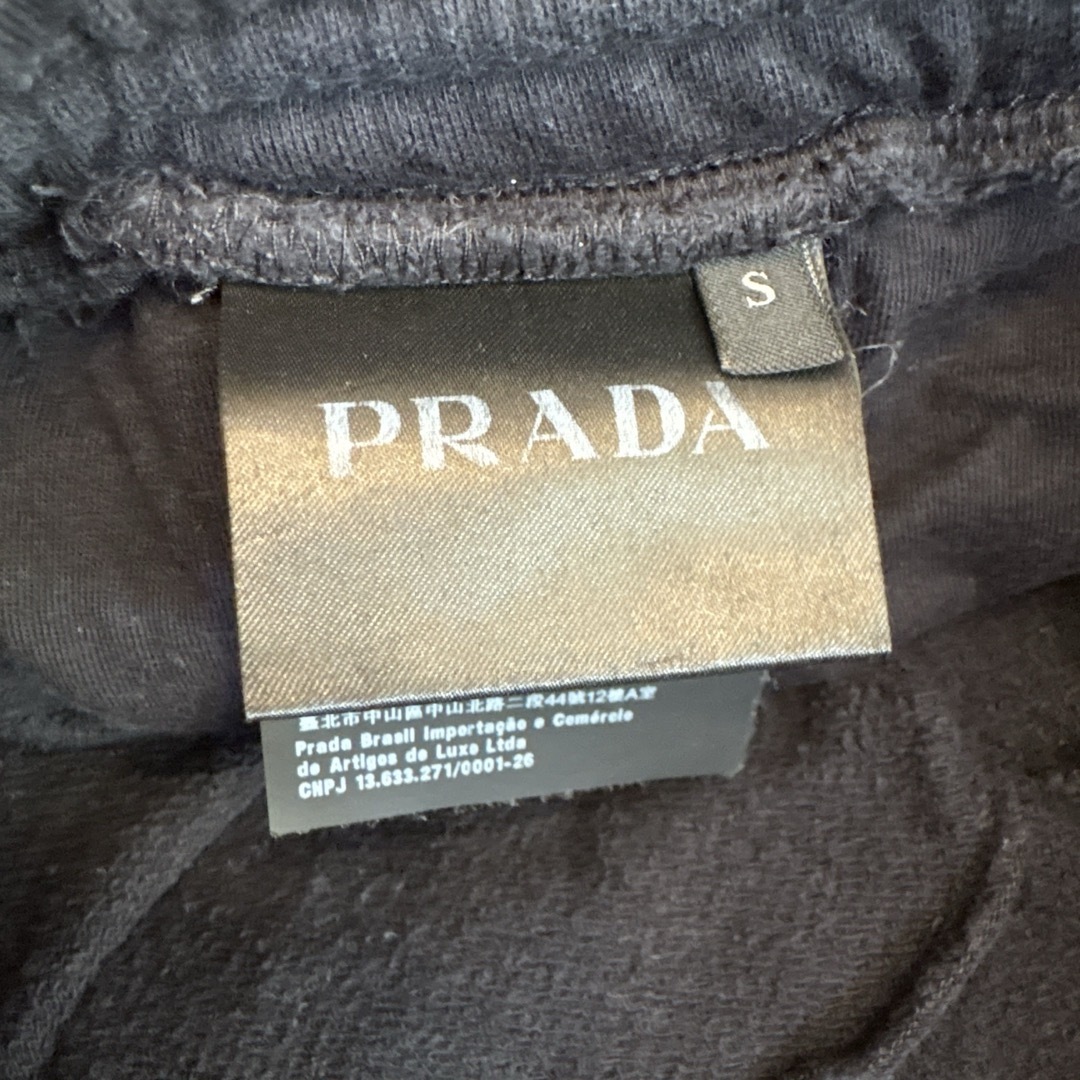 S
PRADA
臺北市中山區中山北路二段44號12樓A室
Prada Brasil Importação e Comércio
de Artigos de Luxo Ltda
CNPJ 13.633.271/0001-26